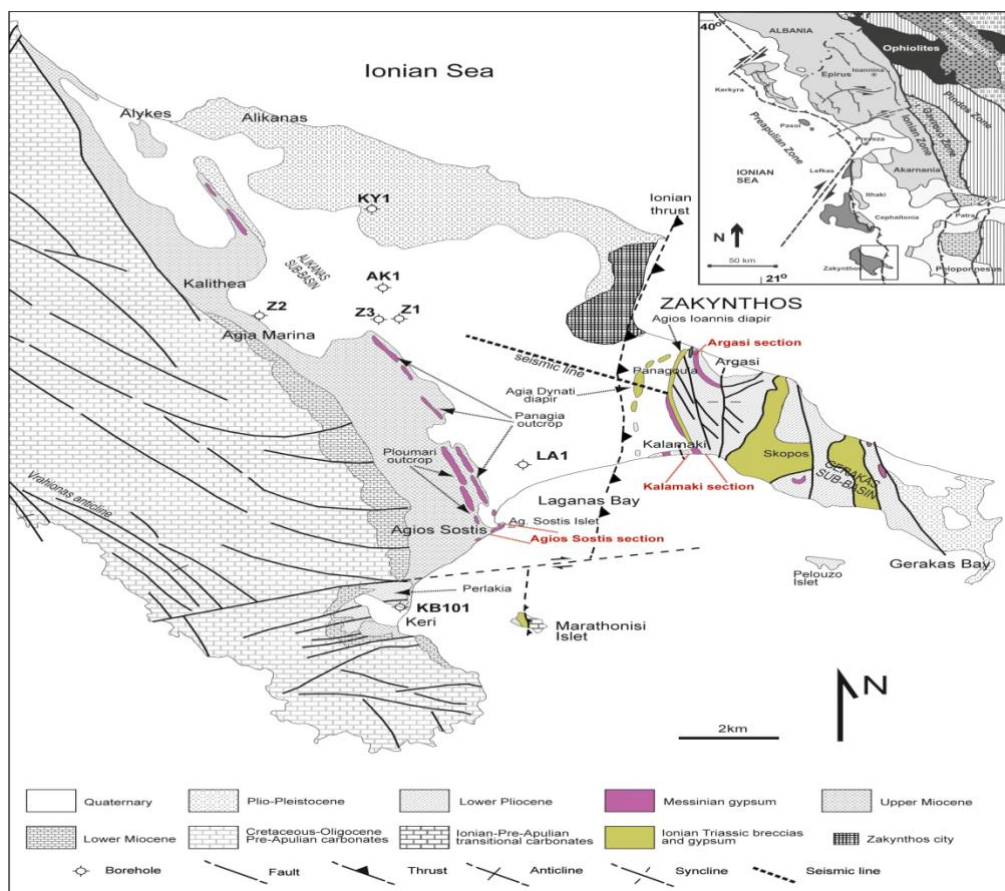 Ionian Sea
Alykes
Alikanas
KY1
Ionian
thrust
ALIKANAS
SUB-BASIN
AK1
Kalithea
Z2
Z3
Z1
ZAKYNTHOS
Agios Ioannis diapir
Agia Marina
Argasi section
seismic line
Panagoula
Argasi
Agia Dynati
diapir
Panagia
outcrop
Ploumari
outcrop
Kalamaki
LA1
Skopos
GERAKAS
SUB-BASIN
Kalamaki section
Vrahionas anticline
Laganas Bay
Agios Sostis
Ag. Sostis Islet
Agios Sostis section
Gerakas Bay
Pelouzo
Islet
Perlakia
KB101
Keri
Marathonisi
Islet
N
2km
40°
ALBANIA
Ophiolites
Ioannina
Epirus
Kerkyra
Pindos Zone
Gavrovo Zone
Ionian Zone
Preapulian Zone
Paxoi
Preveza
IONIAN
SEA
Lefkas
Akarnania
Ithaki
Cephallonia
Patra
N
50 km
21°
Zakynthos
Peloponnesus
Quaternary
Plio-Pleistocene
Lower Pliocene
Messinian gypsum
Upper Miocene
Lower Miocene
Cretaceous-Oligocene
Pre-Apulian carbonates
Ionian-Pre-Apulian
transitional carbonates
Ionian Triassic breccias
and gypsum
Zakynthos city
Borehole
Fault
Thrust
Anticline
Syncline
Seismic line